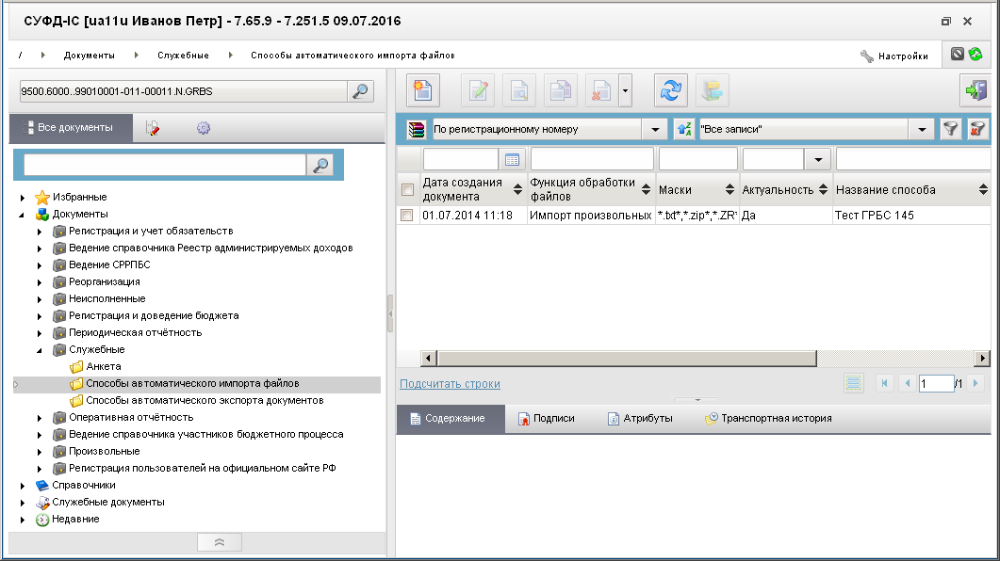 СУФД-IC [ua11u Иванов Петр] - 7.65.9 - 7.251.5 09.07.2016
/ Документы Служебные Способы автоматического импорта файлов
Настройки
9500.6000..99010001-011-00011.N.GRBS
Все документы
По регистрационному номеру
"Все записи"
Дата создания документа
Функция обработки файлов
Маски
Актуальность
Название способа
01.07.2014 11:18 Импорт произвольных *.txt*,*.zip*,*.ZR* Да Тест ГРБС 145
Избранные
Документы
Регистрация и учет обязательств
Ведение справочника Реестр администрируемых доходов
Ведение СРРПБС
Реорганизация
Неисполненные
Регистрация и доведение бюджета
Периодическая отчётность
Служебные
Анкета
Способы автоматического импорта файлов
Способы автоматического экспорта документов
Оперативная отчётность
Ведение справочника участников бюджетного процесса
Произвольные
Регистрация пользователей на официальном сайте РФ
Справочники
Служебные документы
Недавние
Подсчитать строки
1 /1
Содержание
Подписи
Атрибуты
Транспортная история